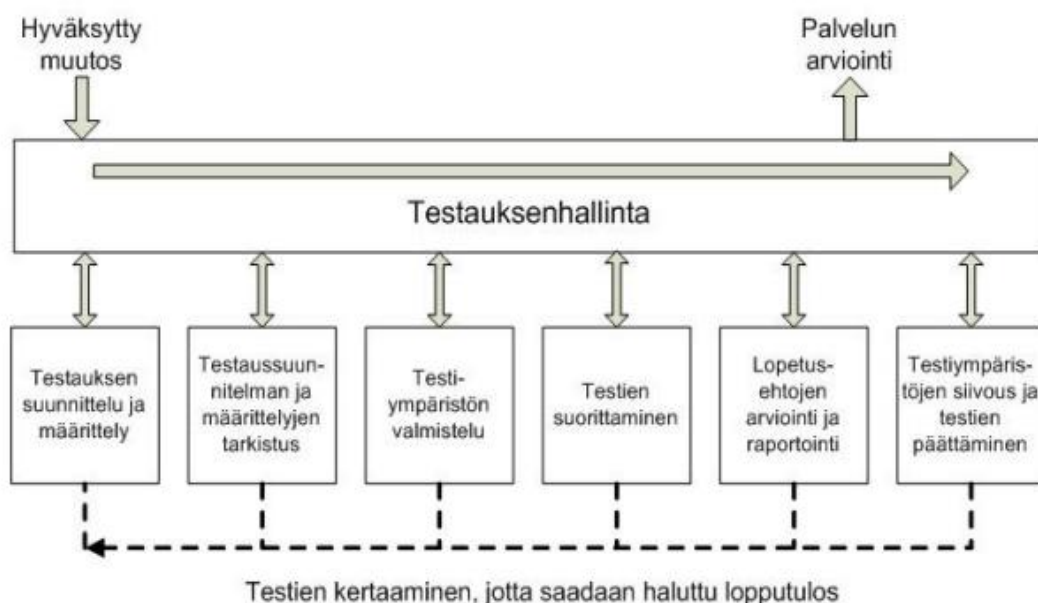 Hyväksytty
muutos
Palvelun
arviointi
Testauksenhallinta
Testauksen
suunnittelu ja
määrittely
Testaussuun-
nitelman ja
määrittelyjen
tarkistus
Testi-
ympäristön
valmistelu
Testien
suorittaminen
Lopetus-
ehtojen
arviointi ja
raportointi
Testiympäris-
töjen siivous ja
testien
päättäminen
Testien kertaaminen, jotta saadaan haluttu lopputulos